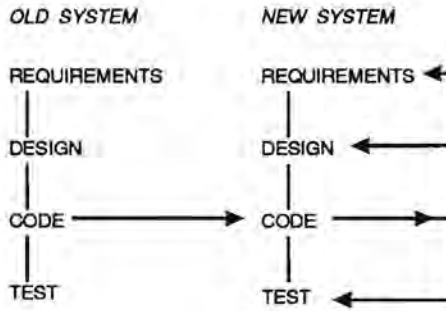 OLD SYSTEM NEW SYSTEM
REQUIREMENTS REQUIREMENTS
DESIGN DESIGN
CODE CODE
TEST TEST